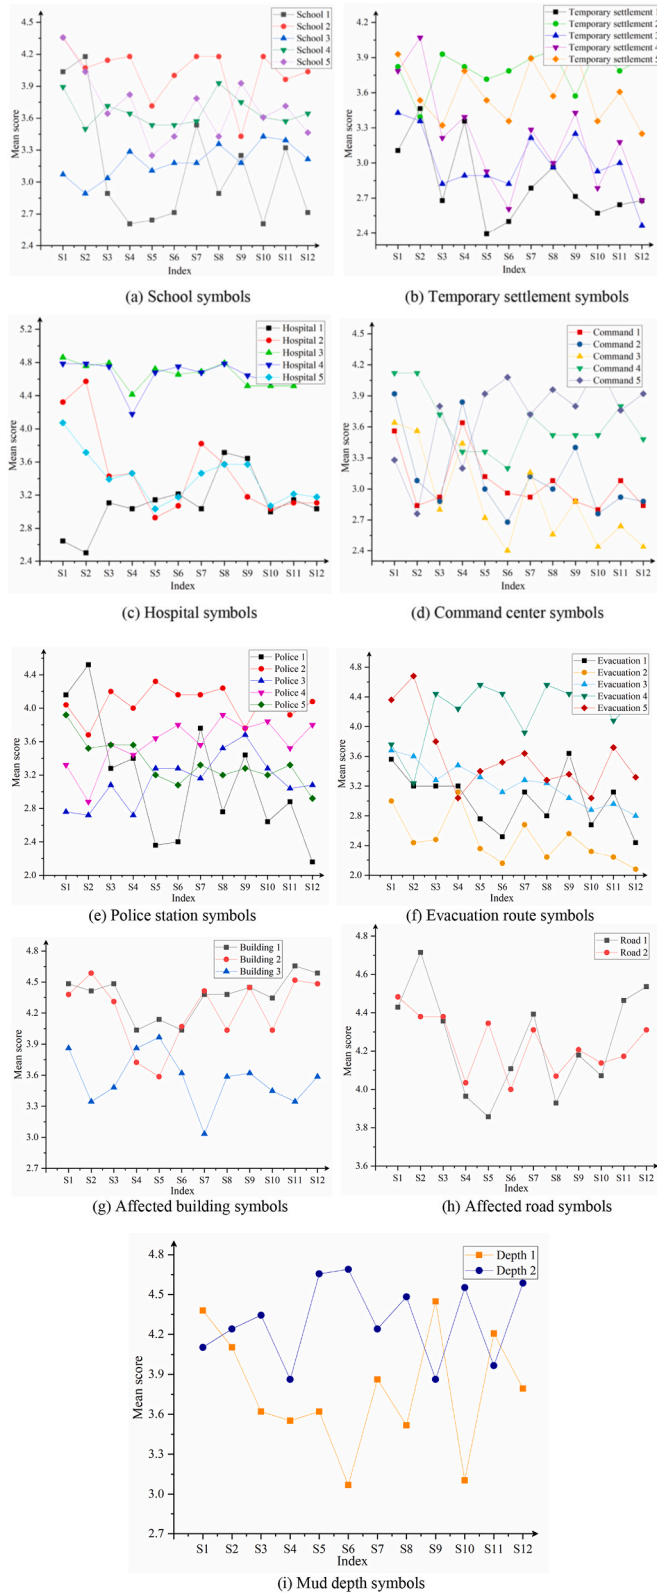 4.5
4.2
3.9
3.6
3.3
3.0
2.7
2.4
Mean score
S1 S2 S3 S4 S5 S6 S7 S8 S9 S10 S11 S12
Index
School 1
School 2
School 3
School 4
School 5
(a) School symbols
4.2
3.9
3.6
3.3
3.0
2.7
2.4
Mean score
S1 S2 S3 S4 S5 S6 S7 S8 S9 S10 S11 S12
Index
Temporary settlement 1
Temporary settlement 2
Temporary settlement 3
Temporary settlement 4
Temporary settlement 5
(b) Temporary settlement symbols
5.2
4.8
4.4
4.0
3.6
3.2
2.8
2.4
Mean score
S1 S2 S3 S4 S5 S6 S7 S8 S9 S10 S11 S12
Index
Hospital 1
Hospital 2
Hospital 3
Hospital 4
Hospital 5
(c) Hospital symbols
4.5
4.2
3.9
3.6
3.3
3.0
2.7
2.4
Mean score
S1 S2 S3 S4 S5 S6 S7 S8 S9 S10 S11 S12
Index
Command 1
Command 2
Command 3
Command 4
Command 5
(d) Command center symbols
4.4
4.0
3.6
3.2
2.8
2.4
2.0
Mean score
S1 S2 S3 S4 S5 S6 S7 S8 S9 S10 S11 S12
Index
Police 1
Police 2
Police 3
Police 4
Police 5
(e) Police station symbols
4.8
4.4
4.0
3.6
3.2
2.8
2.4
2.0
Mean score
S1 S2 S3 S4 S5 S6 S7 S8 S9 S10 S11 S12
Index
Evacuation 1
Evacuation 2
Evacuation 3
Evacuation 4
Evacuation 5
(f) Evacuation route symbols
4.8
4.5
4.2
3.9
3.6
3.3
3.0
2.7
Mean score
S1 S2 S3 S4 S5 S6 S7 S8 S9 S10 S11 S12
Index
Building 1
Building 2
Building 3
(g) Affected building symbols
4.8
4.6
4.4
4.2
4.0
3.8
3.6
Mean score
S1 S2 S3 S4 S5 S6 S7 S8 S9 S10 S11 S12
Index
Road 1
Road 2
(h) Affected road symbols
4.8
4.5
4.2
3.9
3.6
3.3
3.0
2.7
Mean score
S1 S2 S3 S4 S5 S6 S7 S8 S9 S10 S11 S12
Index
Depth 1
Depth 2
(i) Mud depth symbols